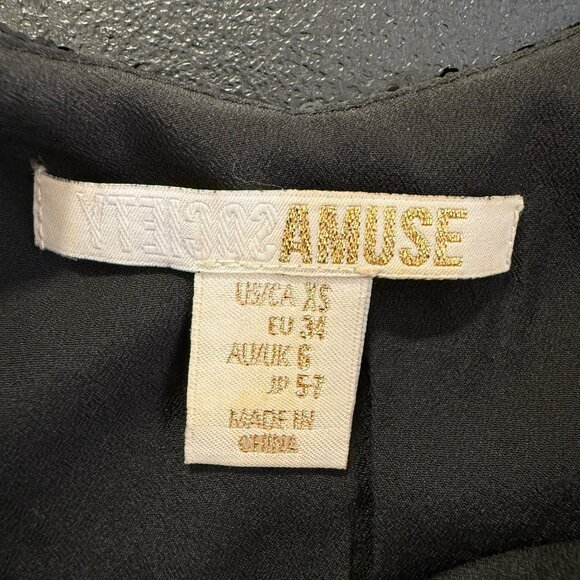 SOCIETY AMUSE
US/CA XS
EU 34
AU/UK 6
JP 5-7
MADE IN
CHINA